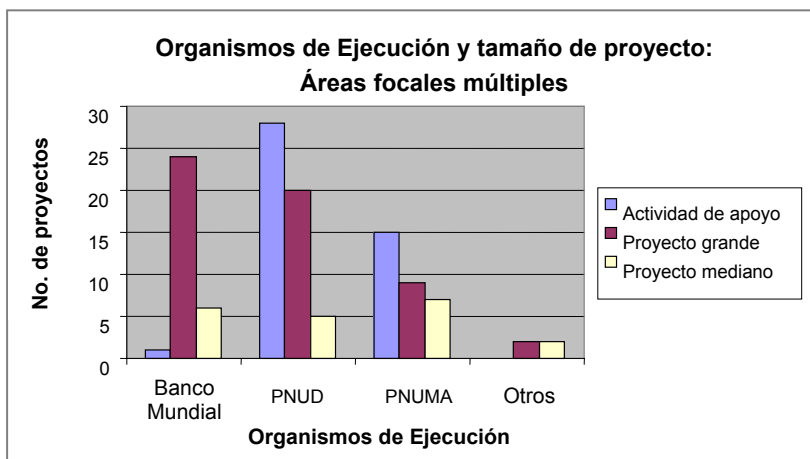 Organismos de Ejecución y tamaño de proyecto:
Áreas focales múltiples
No. de proyectos
30
25
20
15
10
5
0
Banco
Mundial
PNUD
PNUMA
Otros
Organismos de Ejecución
Actividad de apoyo
Proyecto grande
Proyecto mediano